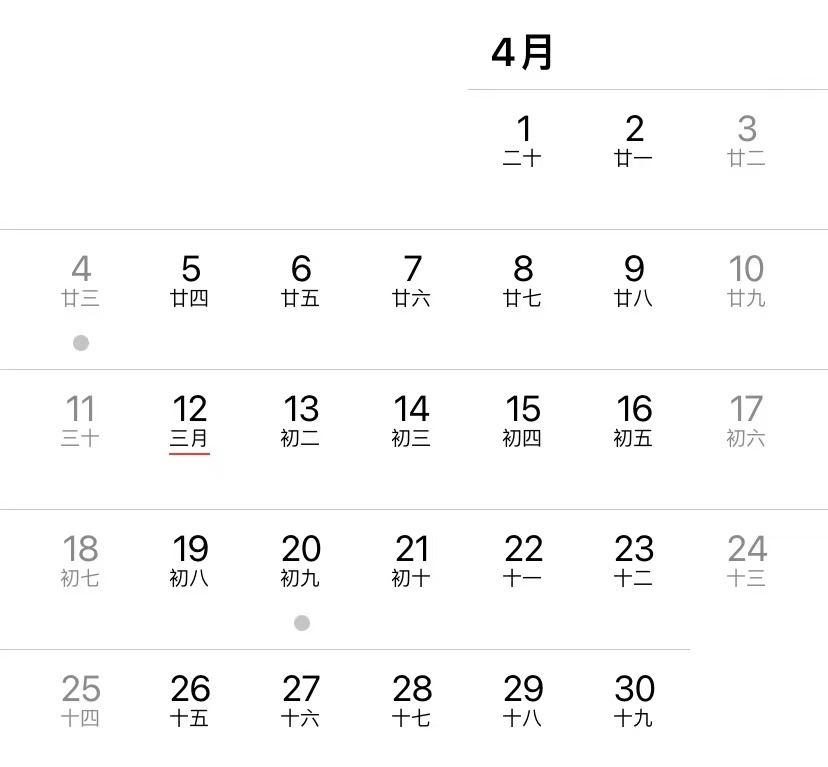 4月
1 2 3
二十 廿一 廿二
4 5 6 7 8 9 10
廿三 廿四 廿五 廿六 廿七 廿八 廿九
11 12 13 14 15 16 17
三十 三月 初二 初三 初四 初五 初六
18 19 20 21 22 23 24
初七 初八 初九 初十 十一 十二 十三
25 26 27 28 29 30
十四 十五 十六 十七 十八 十九